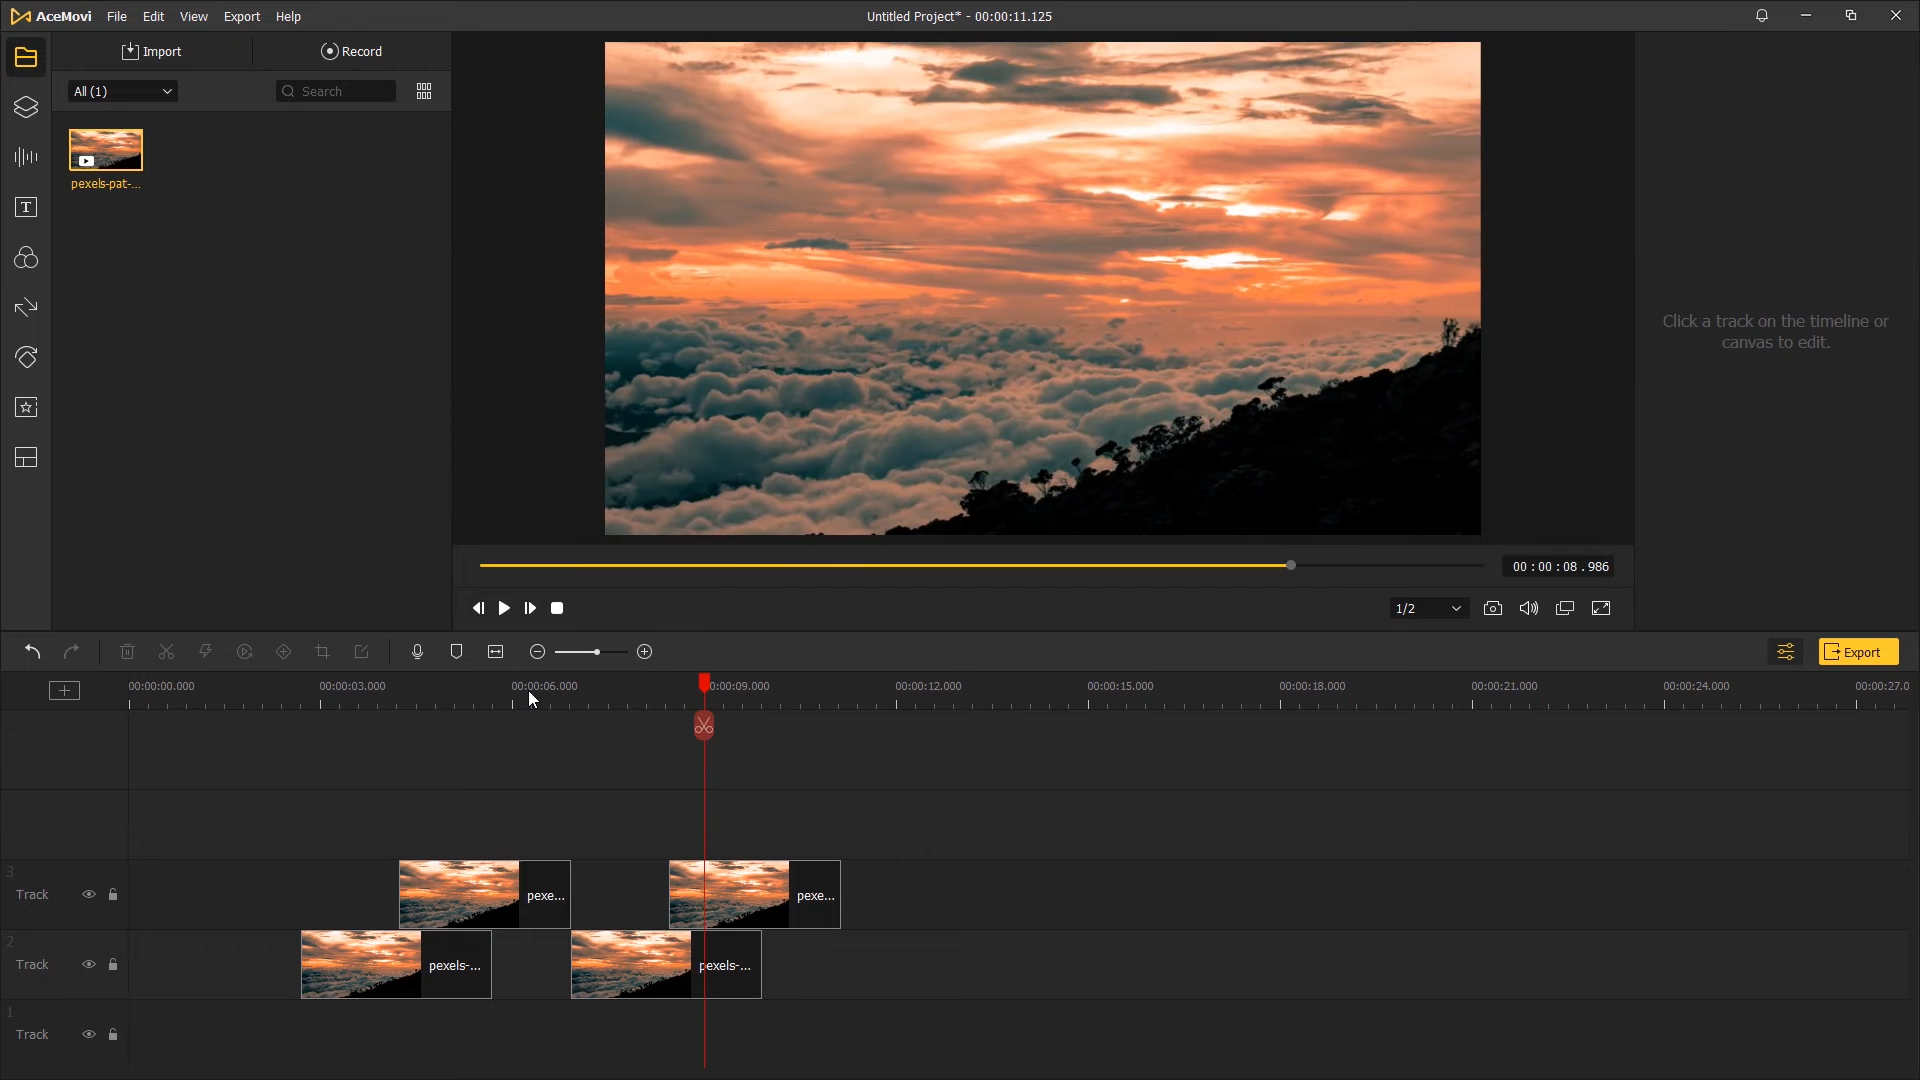 AceMovi File Edit View Export Help Untitled Project* - 00:00:11.125
Import Record
All (1) Search
pexels-pat-...
Click a track on the timeline or
canvas to edit.
00 : 00 : 08 . 986
1/2
Export
00:00:00.000 00:00:03.000 00:00:06.000 00:00:09.000 00:00:12.000 00:00:15.000 00:00:18.000 00:00:21.000 00:00:24.000 00:00:27.0
3
Track pexe... pexe...
2
Track pexels-... pexels-...
1
Track